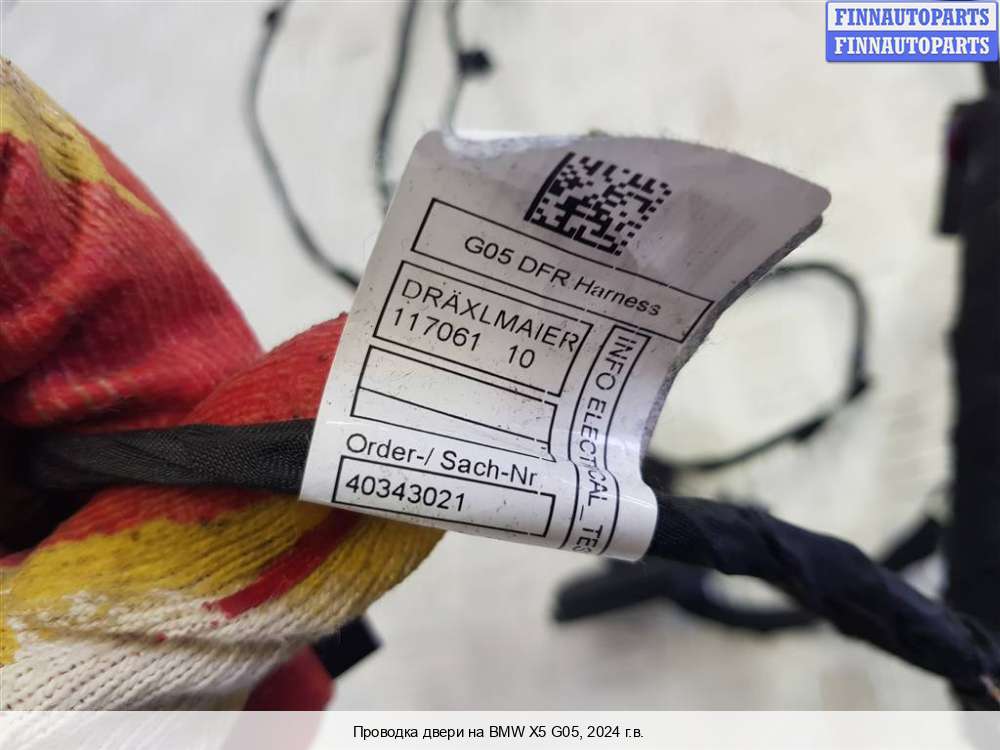 FINNAUTOPARTS
FINNAUTOPARTS
G05 DFR Harness
DRÄXLMAIER
117061 10
INFO ELECTICAL_TES
Order-/ Sach-Nr
40343021
Проводка двери на BMW X5 G05, 2024 г.в.